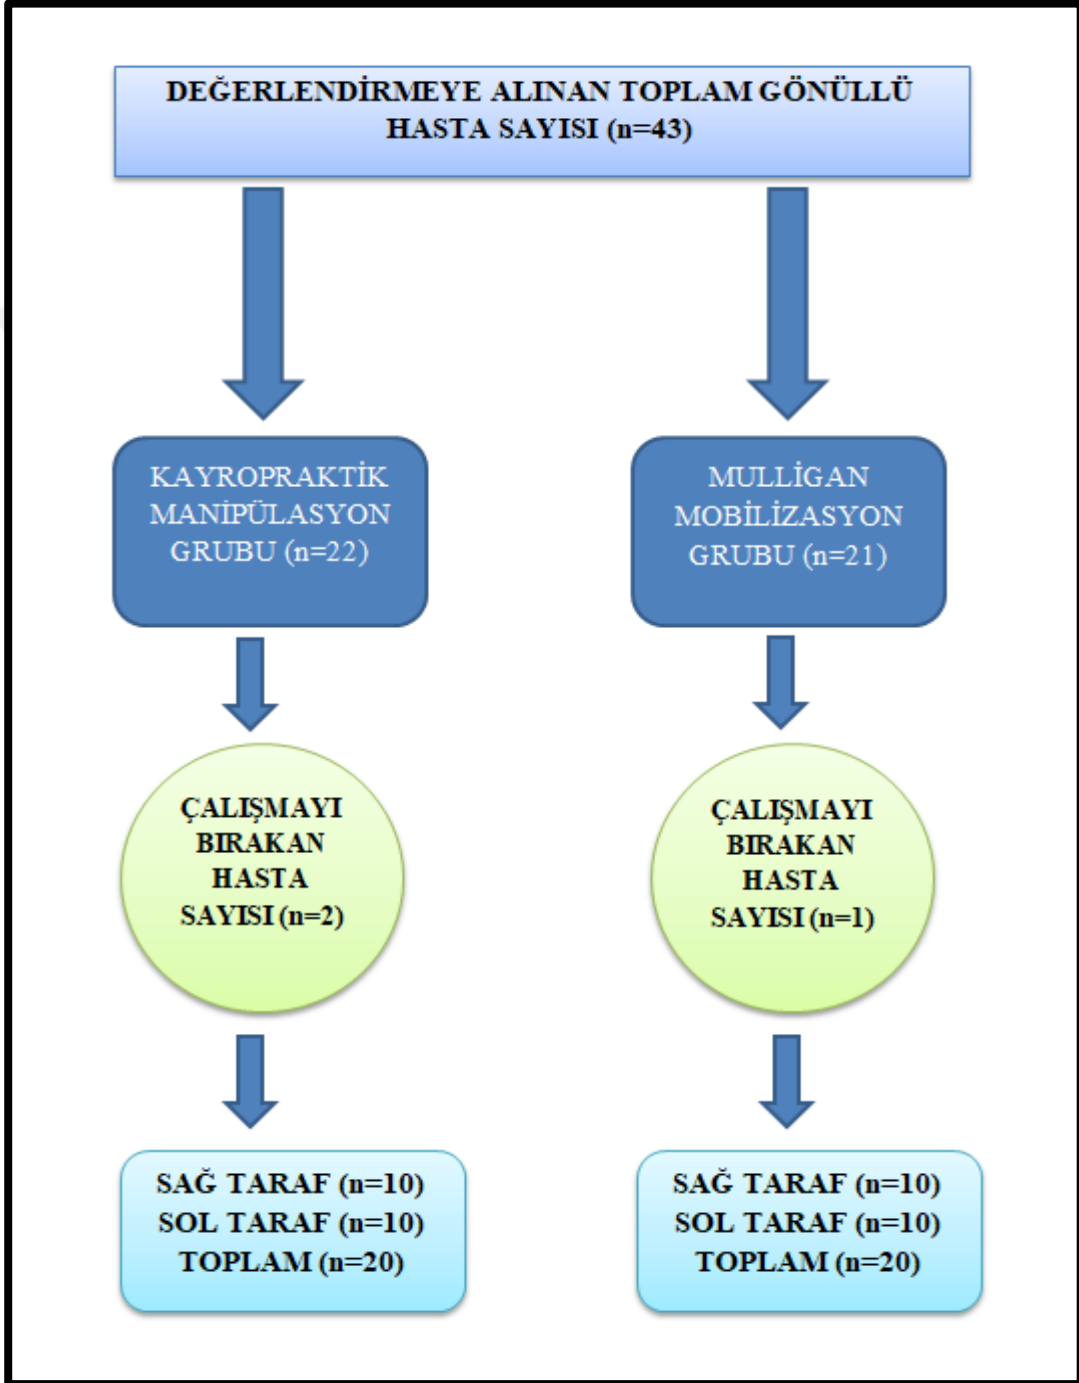 DEĞERLENDİRMEYE ALINAN TOPLAM GÖNÜLLÜ
HASTA SAYISI (n=43)
KAYROPRAKTİK
MANİPÜLASYON
GRUBU (n=22)
MULLİGAN
MOBİLİZASYON
GRUBU (n=21)
ÇALIŞMAYI
BIRAKAN
HASTA
SAYISI (n=2)
ÇALIŞMAYI
BIRAKAN
HASTA
SAYISI (n=1)
SAĞ TARAF (n=10)
SOL TARAF (n=10)
TOPLAM (n=20)
SAĞ TARAF (n=10)
SOL TARAF (n=10)
TOPLAM (n=20)